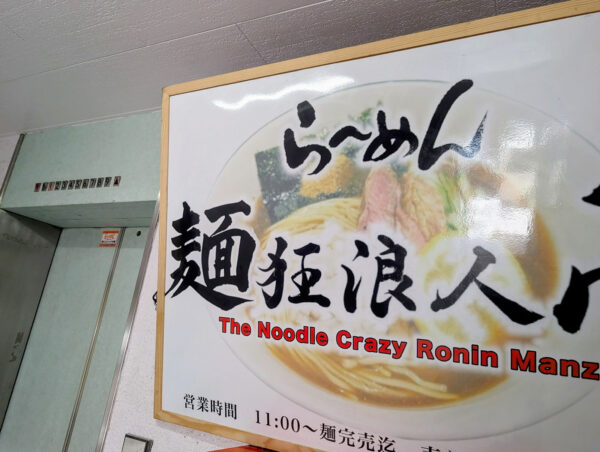 ら〜めん
麺狂浪人
The Noodle Crazy Ronin Manz
営業時間 11:00〜麺完売迄